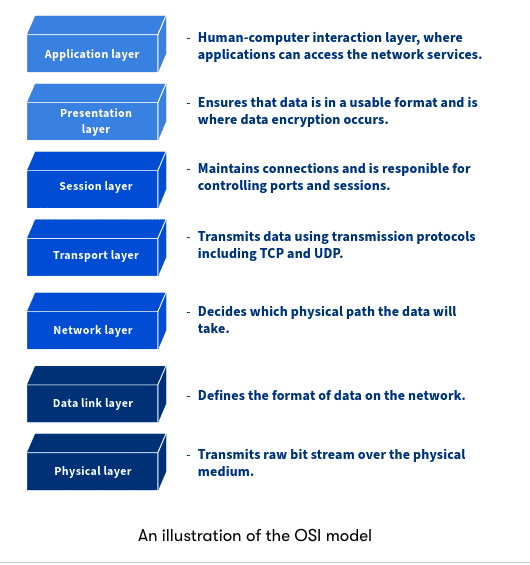 Application layer
- Human-computer interaction layer, where
applications can access the network services.
Presentation
layer
- Ensures that data is in a usable format and is
where data encryption occurs.
Session layer
- Maintains connections and is responible for
controlling ports and sessions.
Transport layer
- Transmits data using transmission protocols
including TCP and UDP.
Network layer
- Decides which physical path the data will
take.
Data link layer
- Defines the format of data on the network.
Physical layer
- Transmits raw bit stream over the physical
medium.
An illustration of the OSI model